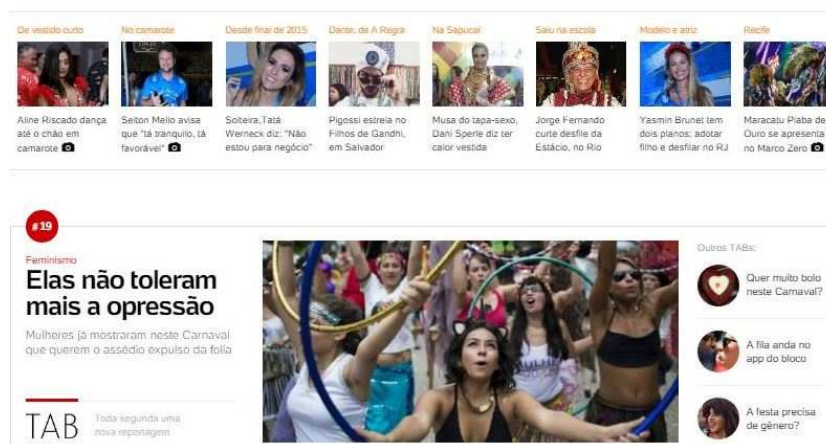 De vestido curto
No camarote
Desde final de 2015
Dante, de A Regra
Na Sapucaí
Saiu na escola
Modelo e atriz
Recife
Aline Riscado dança
até o chão em
camarote
Selton Mello avisa
que "tá tranquilo, tá
favorável"
Solteira,Tatá
Werneck diz: "Não
estou para negócio"
Pigossi estreia no
Filhos de Gandhi,
em Salvador
Musa do tapa-sexo,
Dani Sperle diz ter
calor vestida
Jorge Fernando
curte desfile da
Estácio, no Rio
Yasmin Brunet tem
dois planos: adotar
filho e desfilar no RJ
Maracatu Piaba de
Ouro se apresenta
no Marco Zero
#19
Feminismo
Elas não toleram
mais a opressão
Mulheres já mostraram neste Carnaval
que querem o assédio expulso da folia
TAB
Toda segunda uma
nova reportagem
Outros TABs:
Quer muito bolo
neste Carnaval?
A fila anda no
app do bloco
A festa precisa
de gênero?